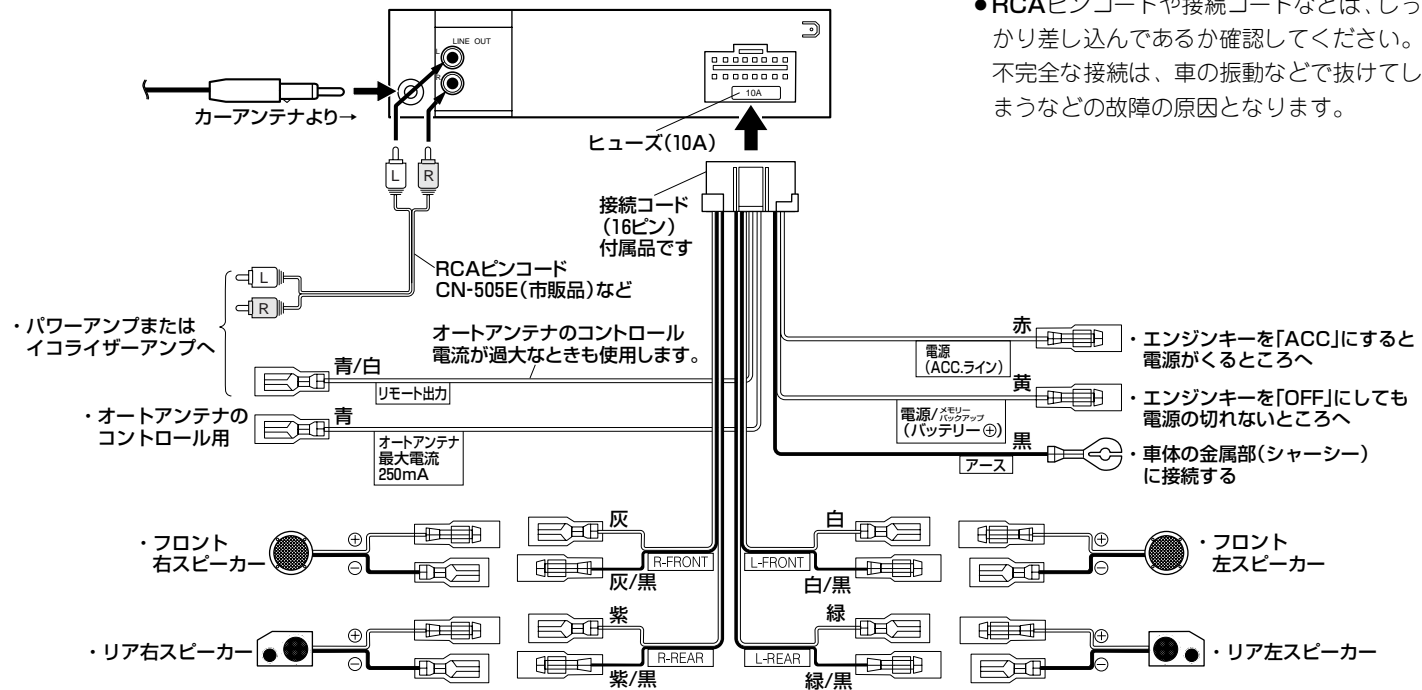 ●RCAピンコードや接続コードなどは、しっ
かり差し込んであるか確認してください。
不完全な接続は、車の振動などで抜けてし
まうなどの故障の原因となります。
LINE OUT
L
R
10A
カーアンテナより→
ヒューズ(10A)
L
R
接続コード
(16ピン)
付属品です
RCAピンコード
CN-505E(市販品)など
L
R
・パワーアンプまたは
イコライザーアンプへ
オートアンテナのコントロール
電流が過大なときも使用します。
青/白
リモート出力
・オートアンテナの
コントロール用
青
オートアンテナ
最大電流
250mA
赤
電源
(ACC.ライン)
・エンジンキーを「ACC」にすると
電源がくるところへ
黄
電源/メモリーバックアップ
(バッテリー⊕)
・エンジンキーを「OFF」にしても
電源の切れないところへ
黒
アース
・車体の金属部(シャーシー)
に接続する
・フロント
右スピーカー
⊕
⊖
灰
R-FRONT
灰/黒
白
L-FRONT
白/黒
⊕
⊖
・フロント
左スピーカー
・リア右スピーカー
⊕
⊖
紫
R-REAR
紫/黒
緑
L-REAR
緑/黒
⊕
⊖
・リア左スピーカー